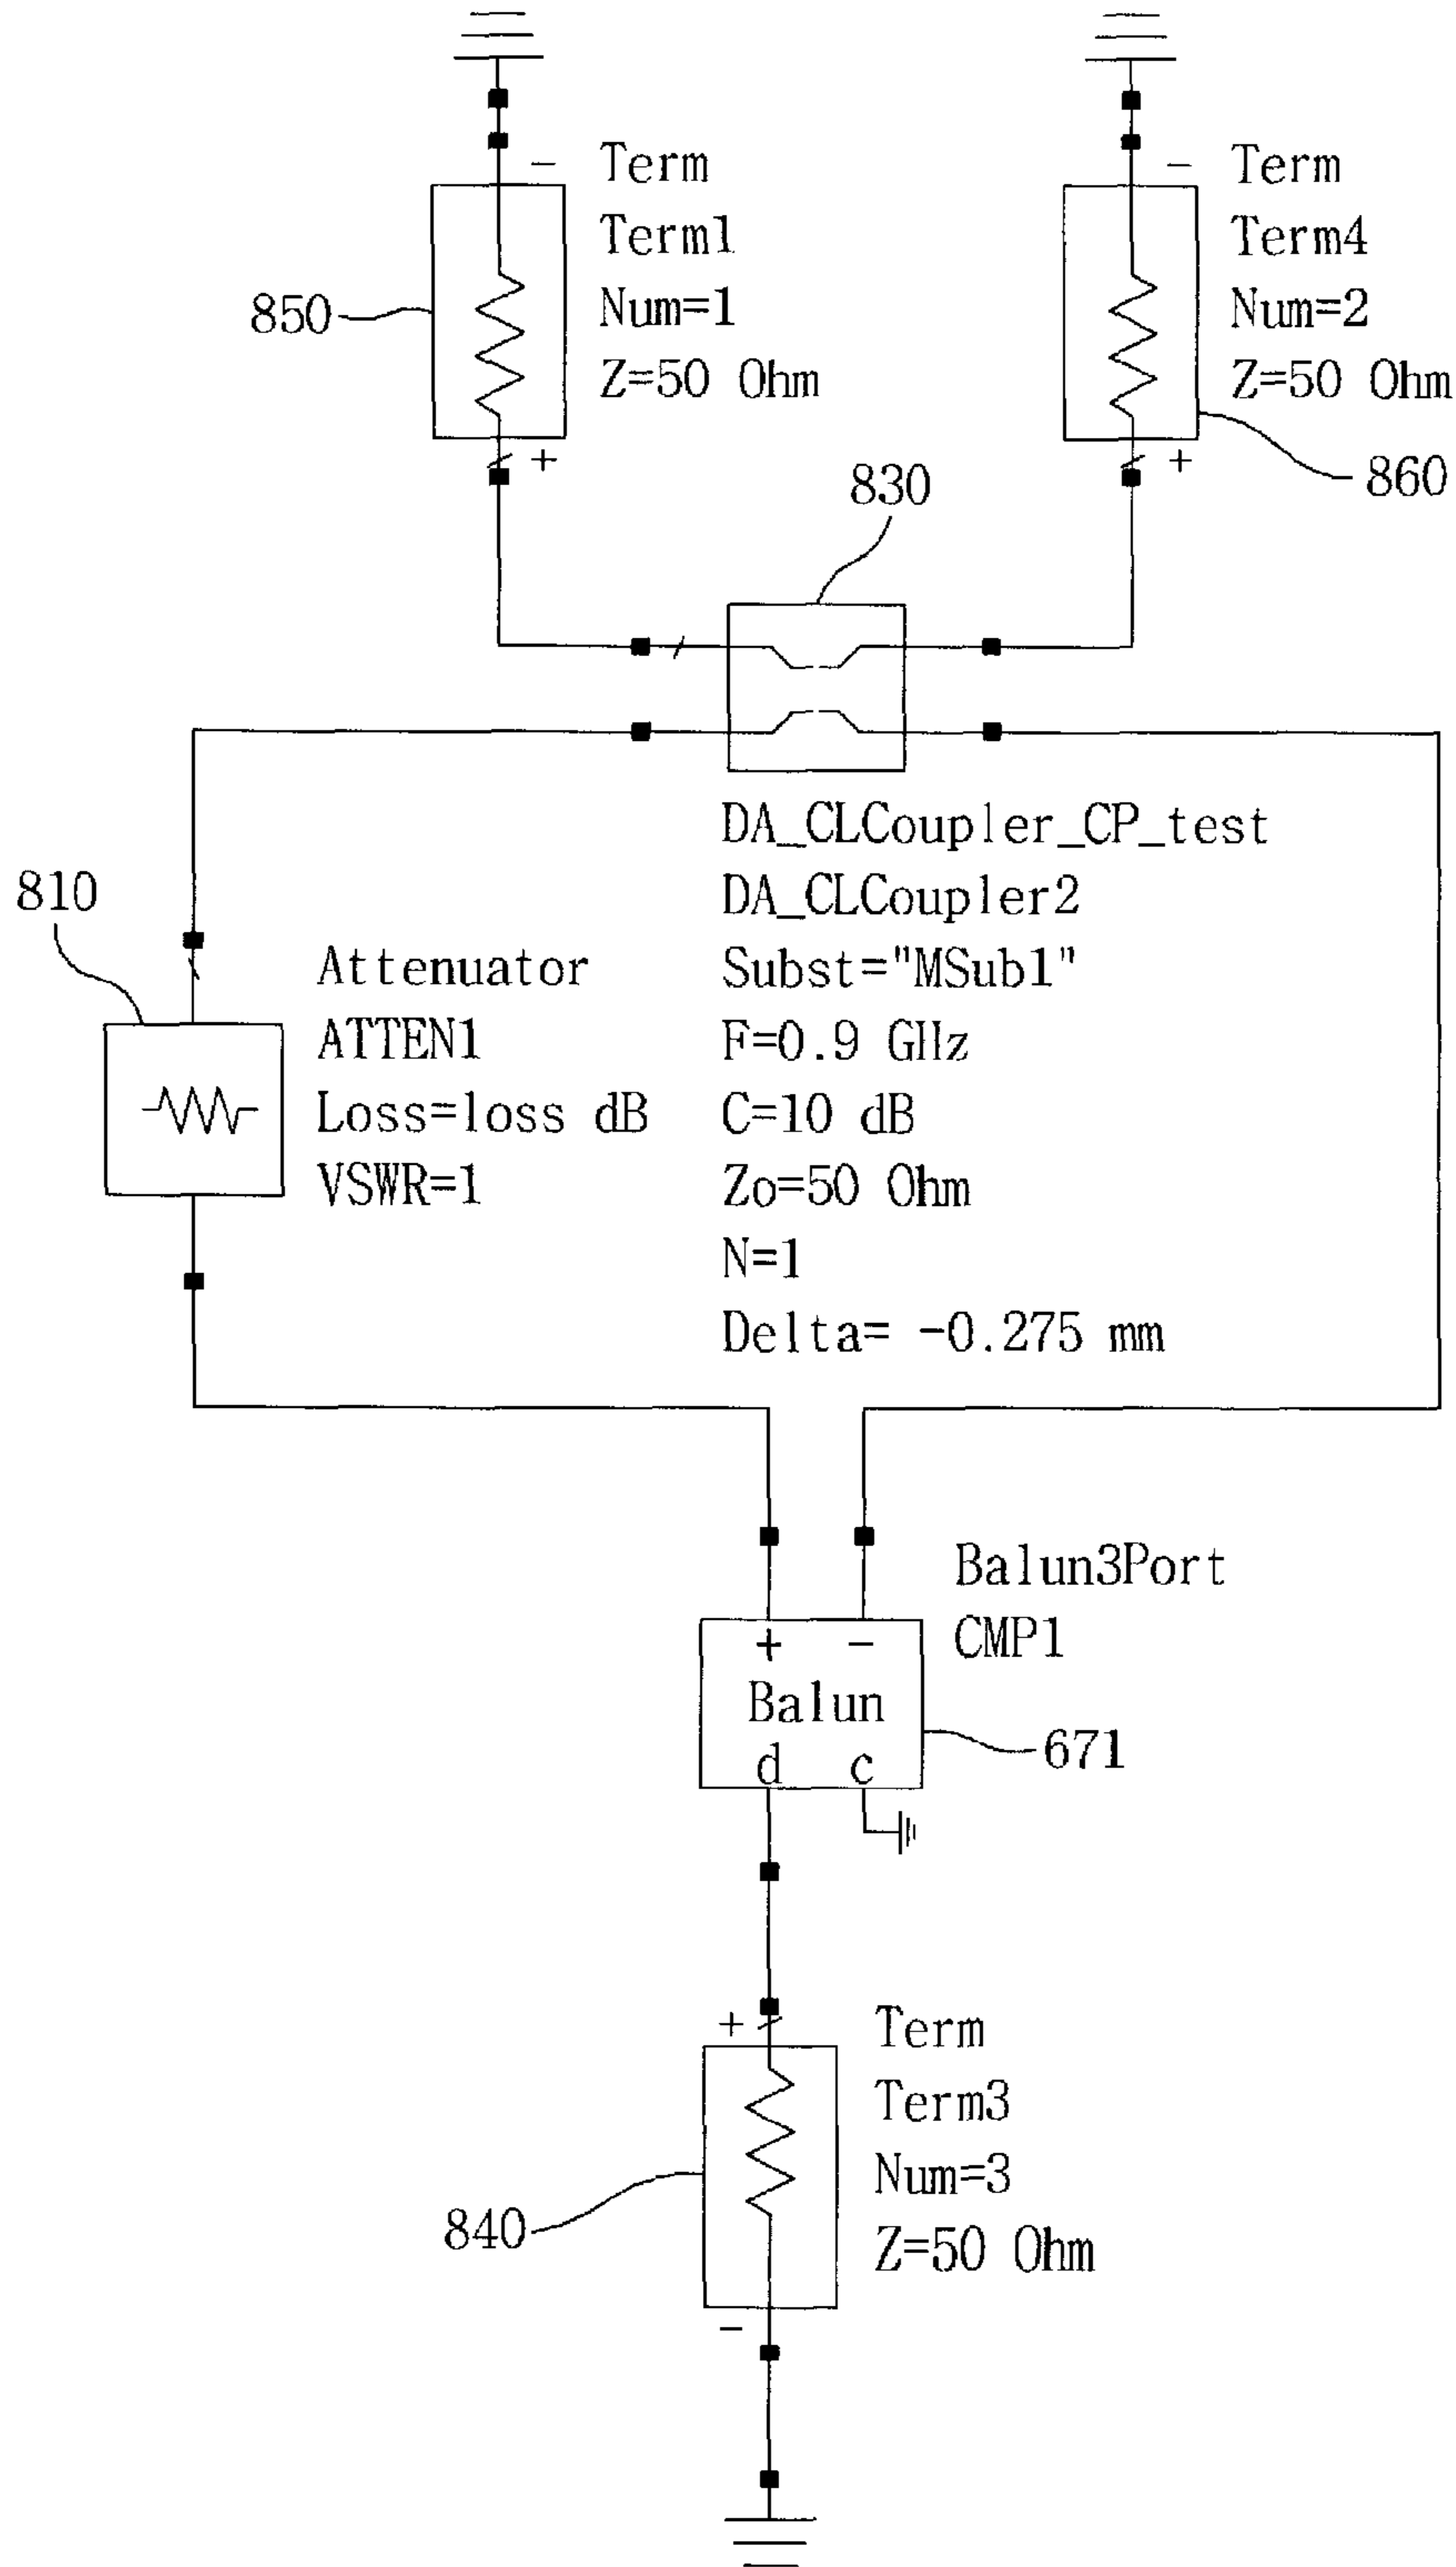 - Term
Term1
Num=1
Z=50 Ohm
+
850
- Term
Term4
Num=2
Z=50 Ohm
+
860
830
DA_CLCoupler_CP_test
DA_CLCoupler2
Subst="MSub1"
F=0.9 GHz
C=10 dB
Zo=50 Ohm
N=1
Delta= -0.275 mm
810
Attenuator
ATTEN1
Loss=loss dB
VSWR=1
Balun3Port
CMP1
+ -
Balun
d c
671
+
Term
Term3
Num=3
Z=50 Ohm
-
840